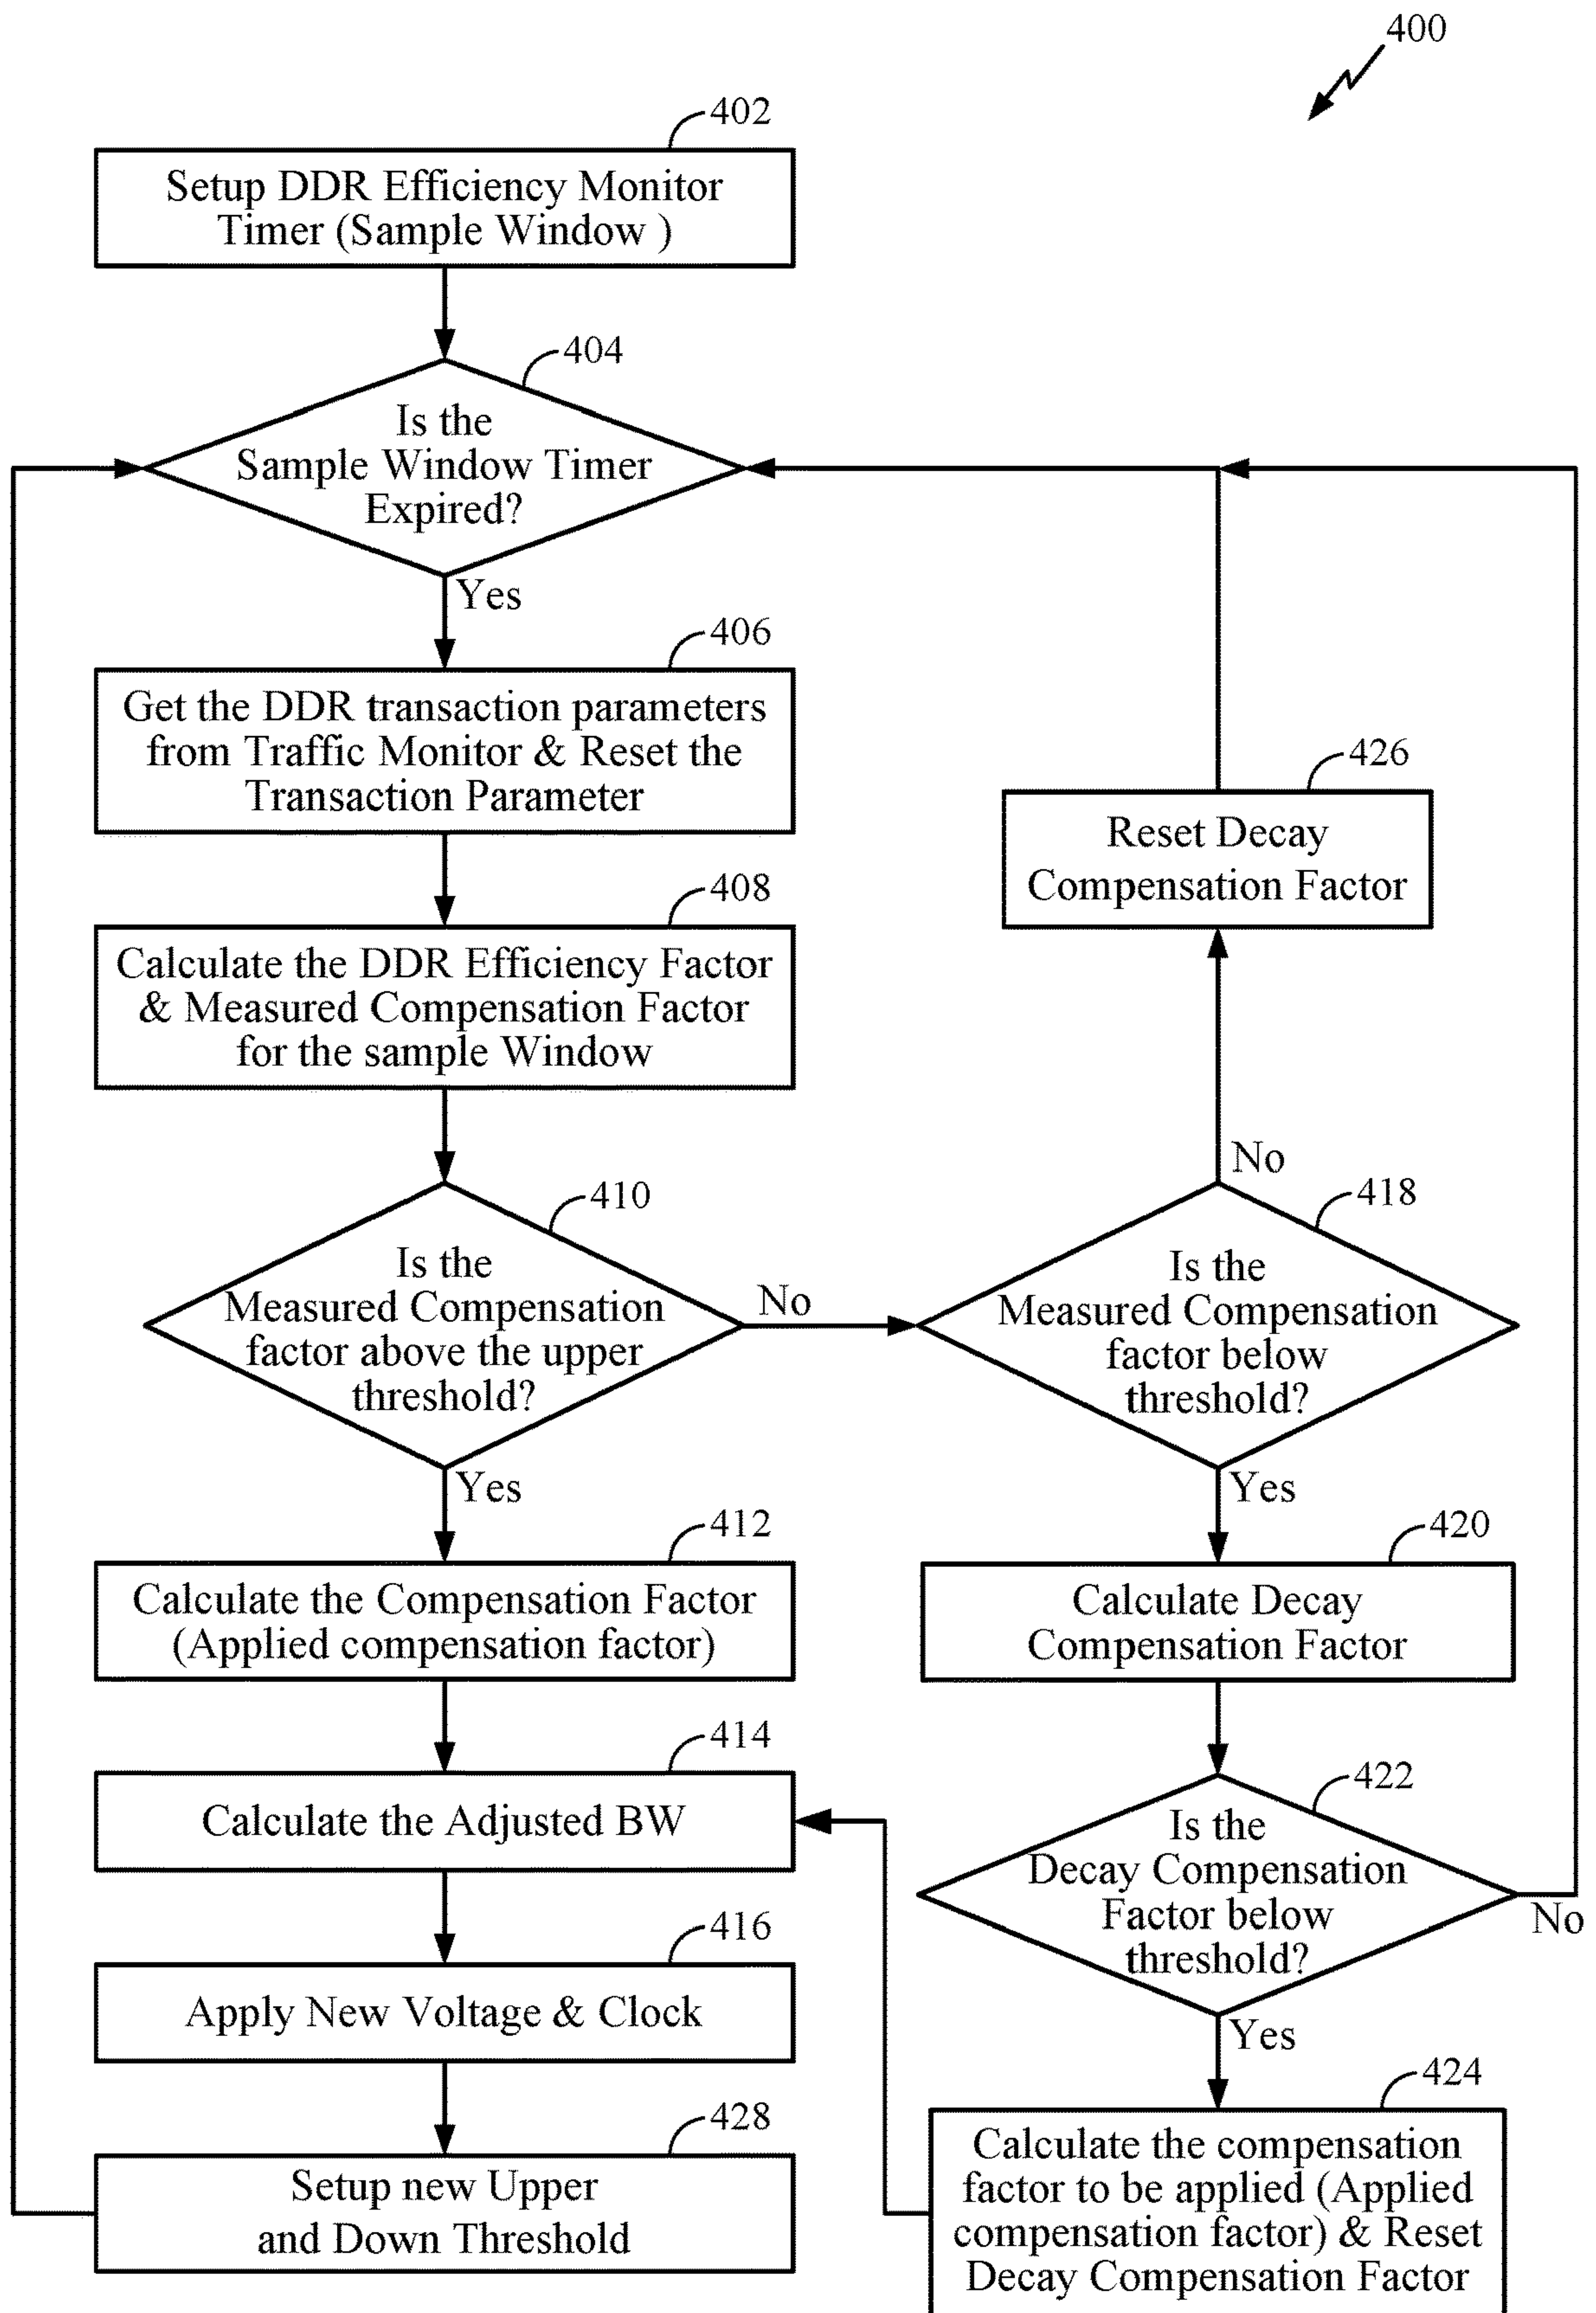 400
402
Setup DDR Efficiency Monitor
Timer (Sample Window )
404
Is the
Sample Window Timer
Expired?
Yes
406
Get the DDR transaction parameters
from Traffic Monitor & Reset the
Transaction Parameter
408
Calculate the DDR Efficiency Factor
& Measured Compensation Factor
for the sample Window
410
Is the
Measured Compensation
factor above the upper
threshold?
No
Yes
412
Calculate the Compensation Factor
(Applied compensation factor)
414
Calculate the Adjusted BW
416
Apply New Voltage & Clock
428
Setup new Upper
and Down Threshold
426
Reset Decay
Compensation Factor
No
418
Is the
Measured Compensation
factor below
threshold?
Yes
420
Calculate Decay
Compensation Factor
422
Is the
Decay Compensation
Factor below
threshold?
No
Yes
424
Calculate the compensation
factor to be applied (Applied
compensation factor) & Reset
Decay Compensation Factor